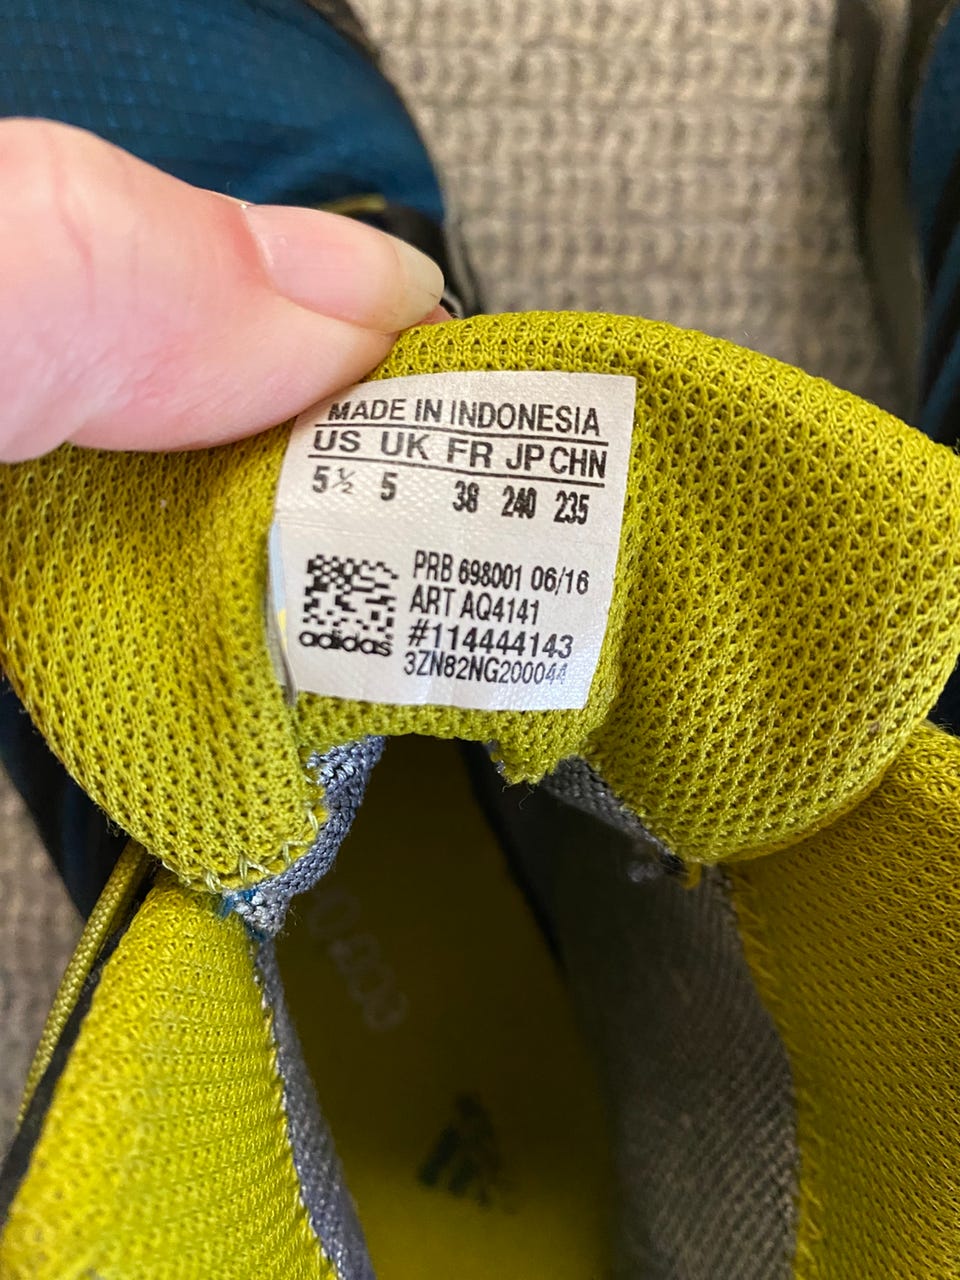 MADE IN INDONESIA
US UK FR JP CHN
5½ 5 38 240 235
PRB 698001 06/16
ART AQ4141
#114444143
adidas
3ZN82NG200044